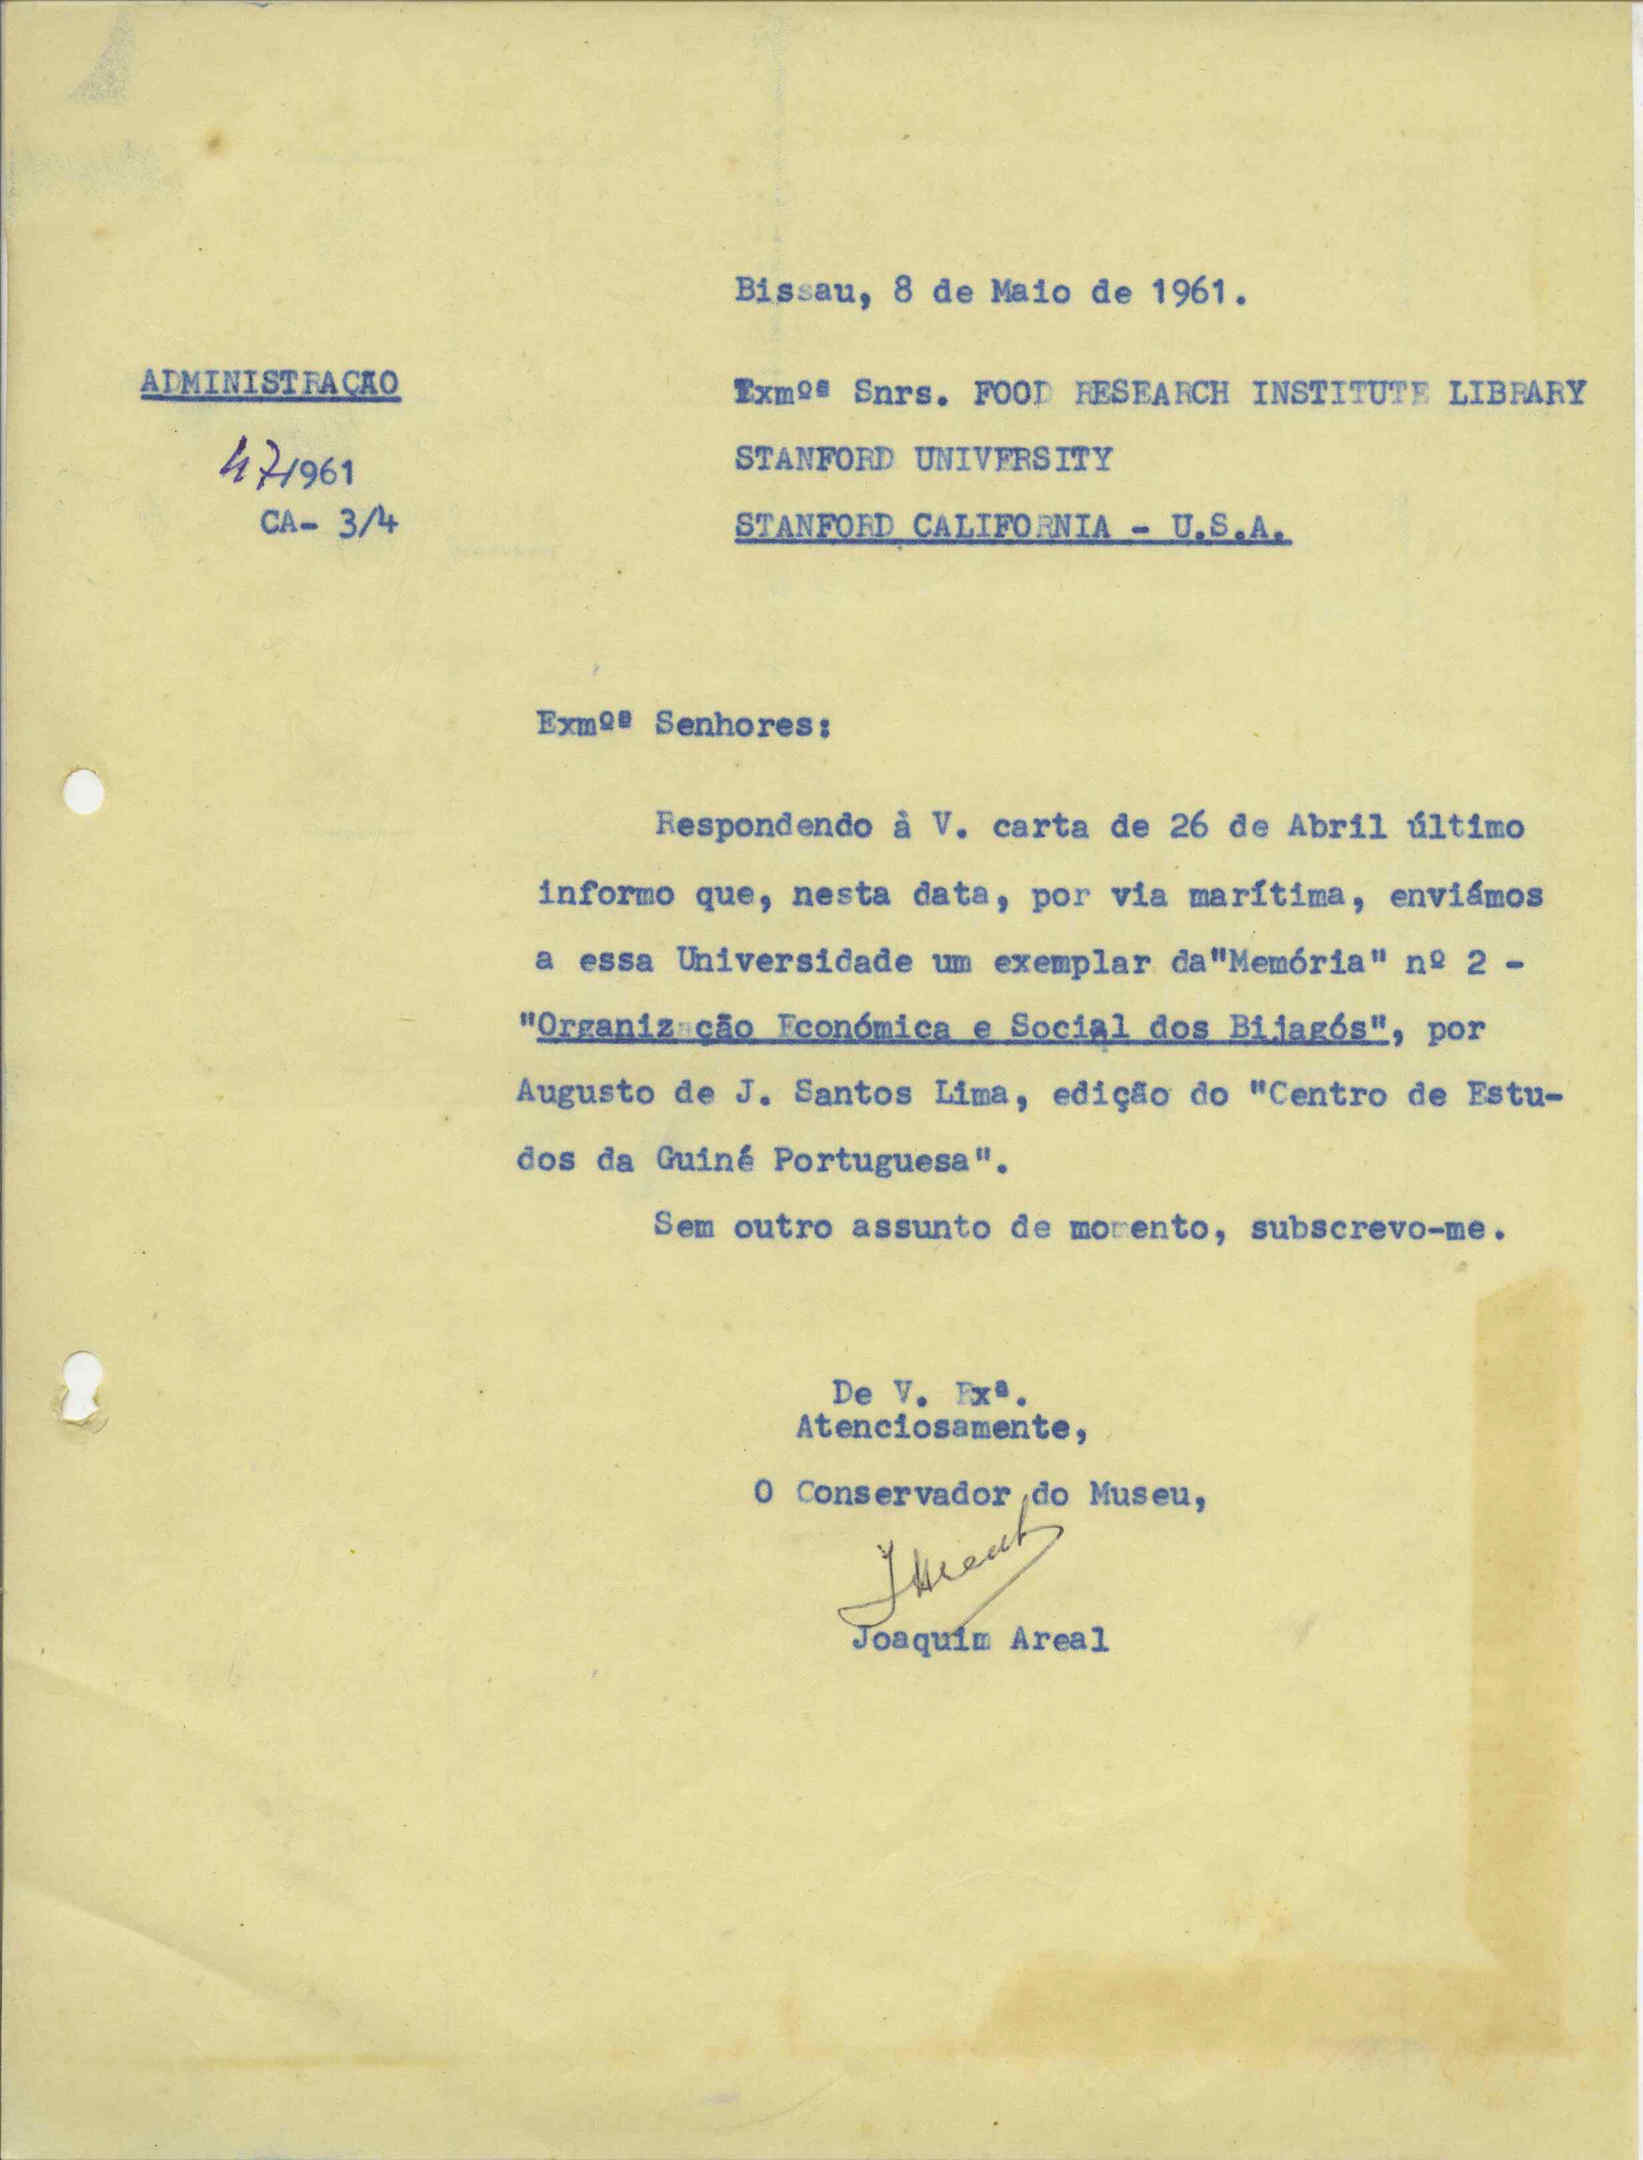 Bissau, 8 de Maio de 1961.
ADMINISTRAÇÃO
Exmºs Snrs. FOOD RESEARCH INSTITUTE LIBRARY
47/1961
STANFORD UNIVERSITY
CA- 3/4
STANFORD CALIFORNIA - U.S.A.
Exmºs Senhores:
Respondendo à V. carta de 26 de Abril último
informo que, nesta data, por via marítima, enviámos
a essa Universidade um exemplar da"Memória" nº 2 -
"Organização Económica e Social dos Bijagós", por
Augusto de J. Santos Lima, edição do "Centro de Estu-
dos da Guiné Portuguesa".
Sem outro assunto de momento, subscrevo-me.
De V. Exª.
Atenciosamente,
O Conservador do Museu,
JAreal
Joaquim Areal